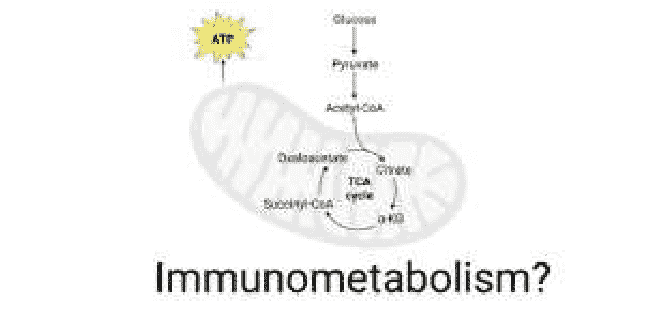 Glucose
ATP
Pyruvate
Acetyl-CoA
Oxaloacetate
Citrate
TCA
cycle
Succinyl-CoA
α-KG
Immunometabolism?